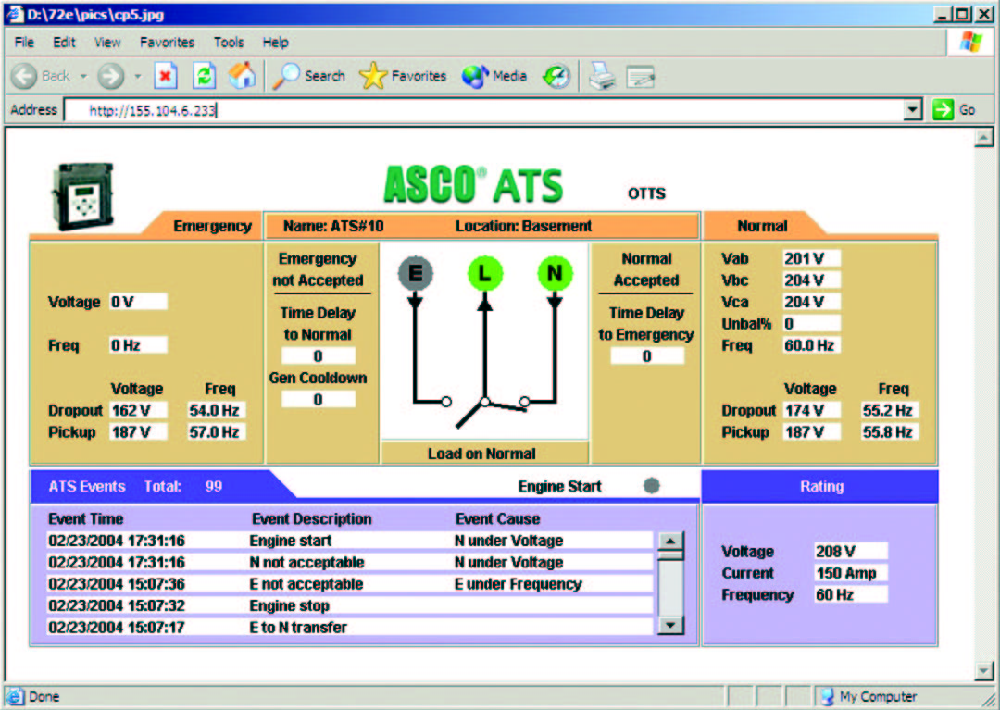 D:\72e\pics\cp5.jpg
File Edit View Favorites Tools Help
Back Search Favorites Media
Address http://155.104.6.233 Go
ASCO® ATS OTTS
Emergency Name: ATS#10 Location: Basement Normal
Voltage 0 V
Freq 0 Hz
Voltage Freq
Dropout 162 V 54.0 Hz
Pickup 187 V 57.0 Hz
Emergency
not Accepted
Time Delay
to Normal
0
Gen Cooldown
0
E L N
Load on Normal
Normal
Accepted
Time Delay
to Emergency
0
Vab 201 V
Vbc 204 V
Vca 204 V
Unbal% 0
Freq 60.0 Hz
Voltage Freq
Dropout 174 V 55.2 Hz
Pickup 187 V 55.8 Hz
ATS Events Total: 99 Engine Start
Event Time Event Description Event Cause
02/23/2004 17:31:16 Engine start N under Voltage
02/23/2004 17:31:16 N not acceptable N under Voltage
02/23/2004 15:07:36 E not acceptable E under Frequency
02/23/2004 15:07:32 Engine stop
02/23/2004 15:07:17 E to N transfer
Rating
Voltage 208 V
Current 150 Amp
Frequency 60 Hz
Done My Computer